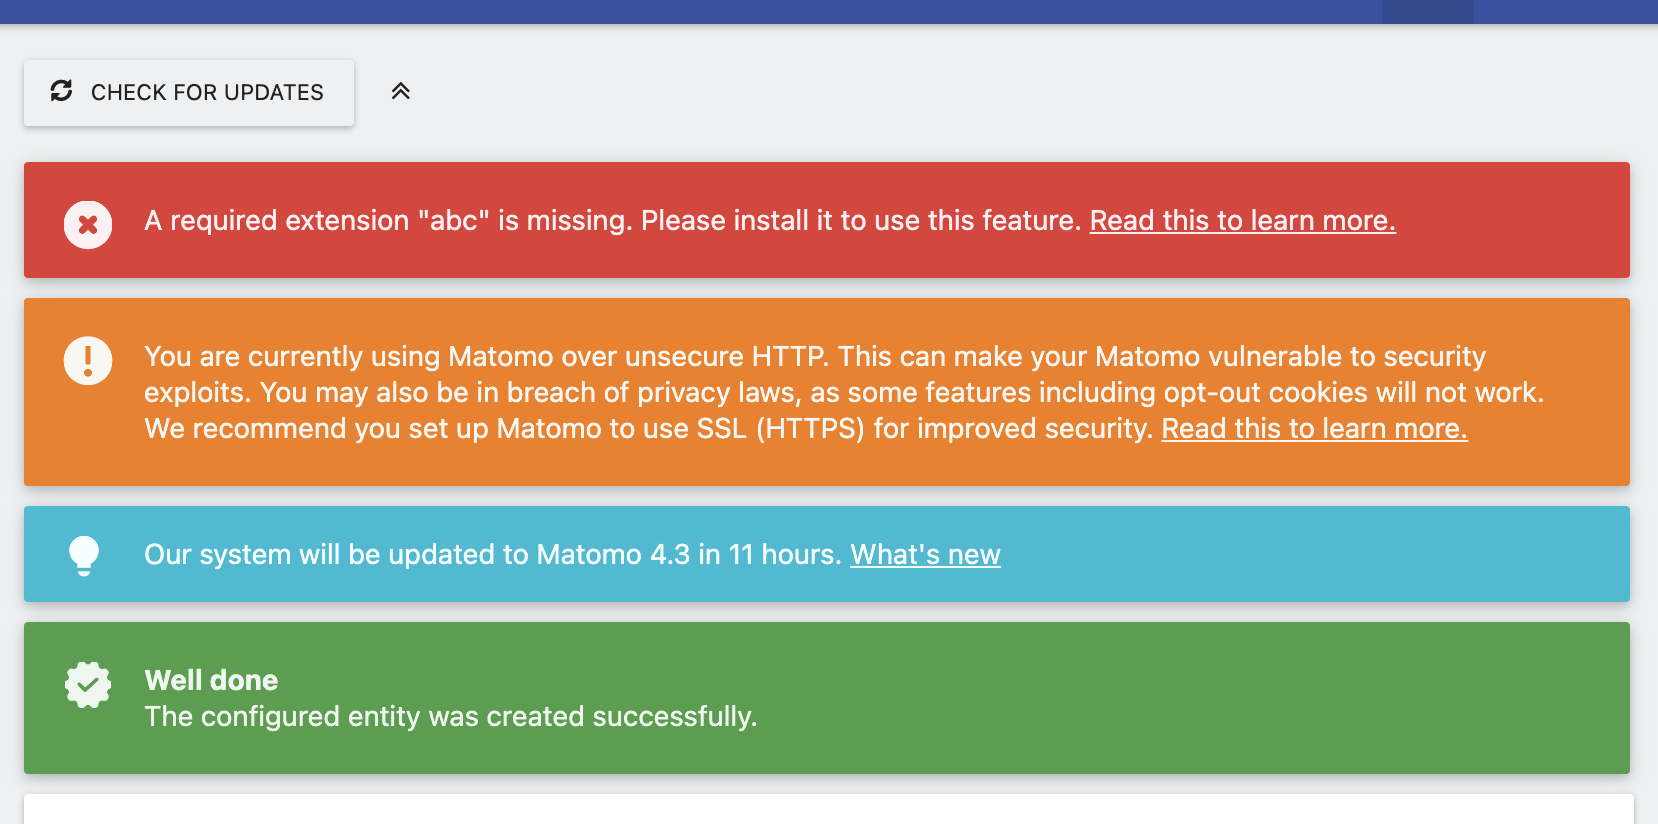 CHECK FOR UPDATES
A required extension "abc" is missing. Please install it to use this feature. Read this to learn more.
You are currently using Matomo over unsecure HTTP. This can make your Matomo vulnerable to security
exploits. You may also be in breach of privacy laws, as some features including opt-out cookies will not work.
We recommend you set up Matomo to use SSL (HTTPS) for improved security. Read this to learn more.
Our system will be updated to Matomo 4.3 in 11 hours. What's new
Well done
The configured entity was created successfully.